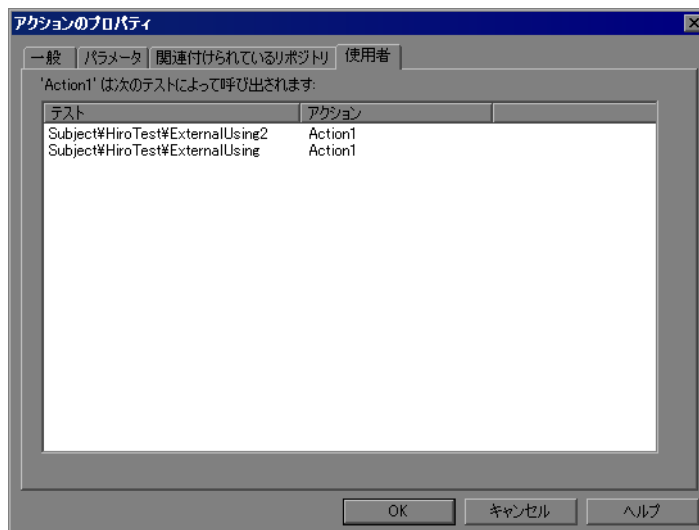 アクションのプロパティ
一般 パラメータ 関連付けられているリポジトリ 使用者
'Action1' は次のテストによって呼び出されます:
テスト アクション
Subject¥HiroTest¥ExternalUsing2 Action1
Subject¥HiroTest¥ExternalUsing Action1
OK キャンセル ヘルプ